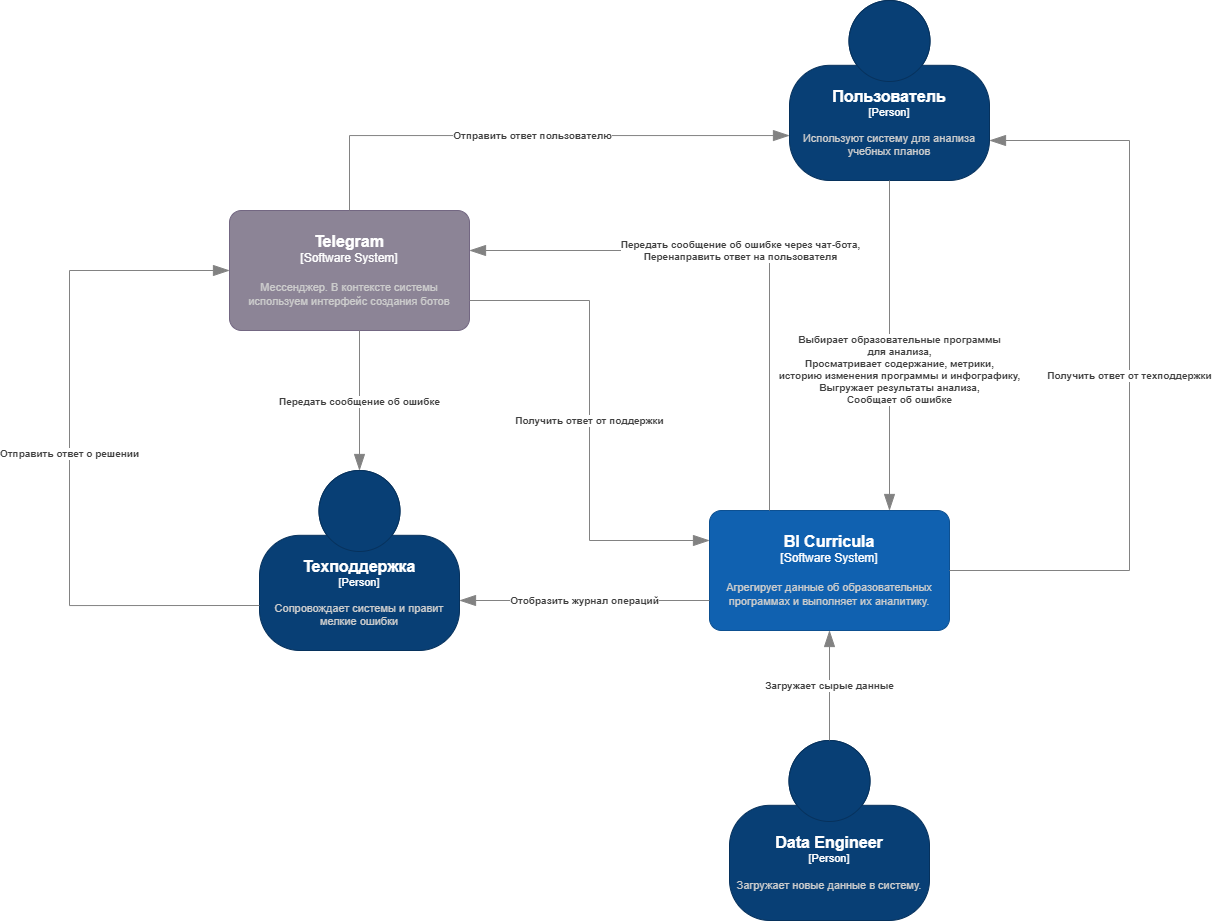 Пользователь
[Person]
Используют систему для анализа
учебных планов
Отправить ответ пользователю
Telegram
[Software System]
Мессенджер. В контексте системы
используем интерфейс создания ботов
Передать сообщение об ошибке через чат-бота,
Перенаправить ответ на пользователя
Выбирает образовательные программы
для анализа,
Просматривает содержание, метрики,
историю изменения программы и инфографику,
Выгружает результаты анализа,
Сообщает об ошибке
Получить ответ от техподдержки
Передать сообщение об ошибке
Получить ответ от поддержки
Отправить ответ о решении
Техподдержка
[Person]
Сопровождает системы и правит
мелкие ошибки
Отобразить журнал операций
BI Curricula
[Software System]
Агрегирует данные об образовательных
программах и выполняет их аналитику.
Загружает сырые данные
Data Engineer
[Person]
Загружает новые данные в систему.